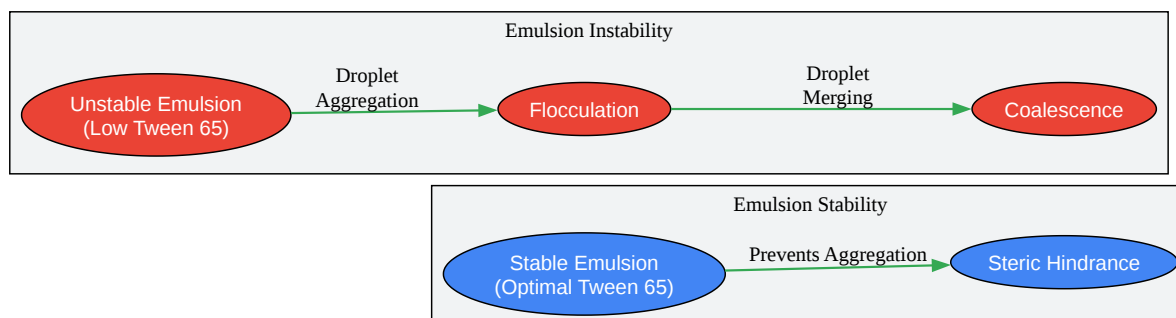 Emulsion Instability
Unstable Emulsion
(Low Tween 65)
Droplet
Aggregation
Flocculation
Droplet
Merging
Coalescence
Emulsion Stability
Stable Emulsion
(Optimal Tween 65)
Prevents Aggregation
Steric Hindrance